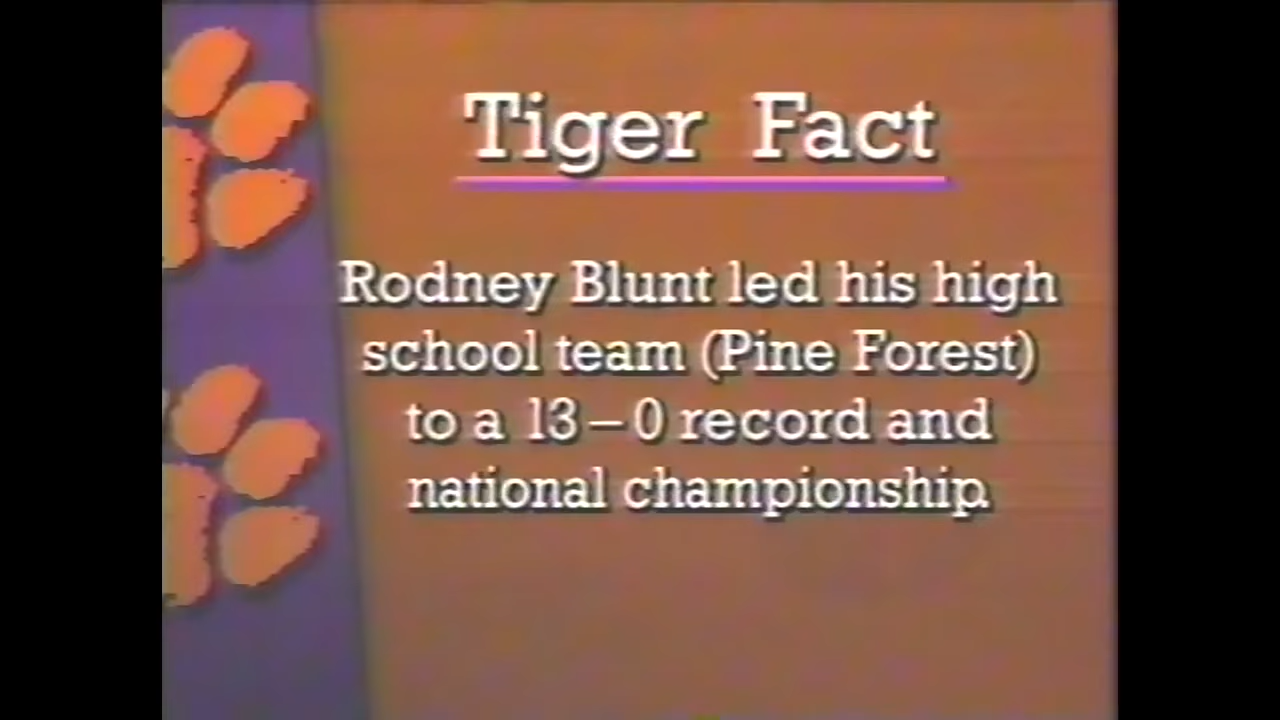 Tiger Fact
Rodney Blunt led his high
school team (Pine Forest)
to a 13-0 record and
national championship.